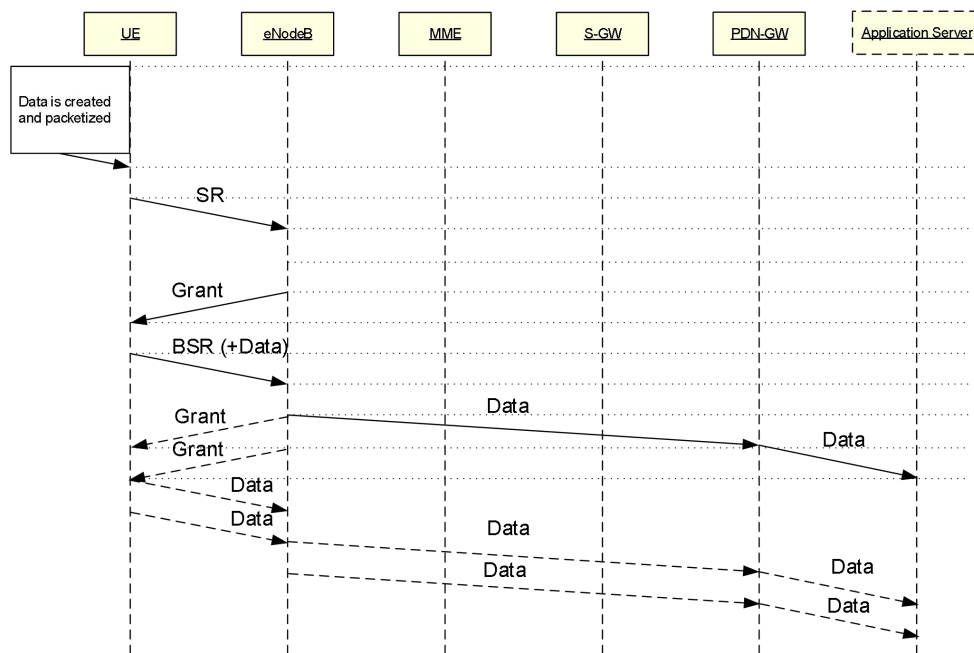 UE
eNodeB
MME
S-GW
PDN-GW
Application Server
Data is created
and packetized
SR
Grant
BSR (+Data)
Data
Grant
Data
Grant
Data
Data
Data
Data
Data
Data